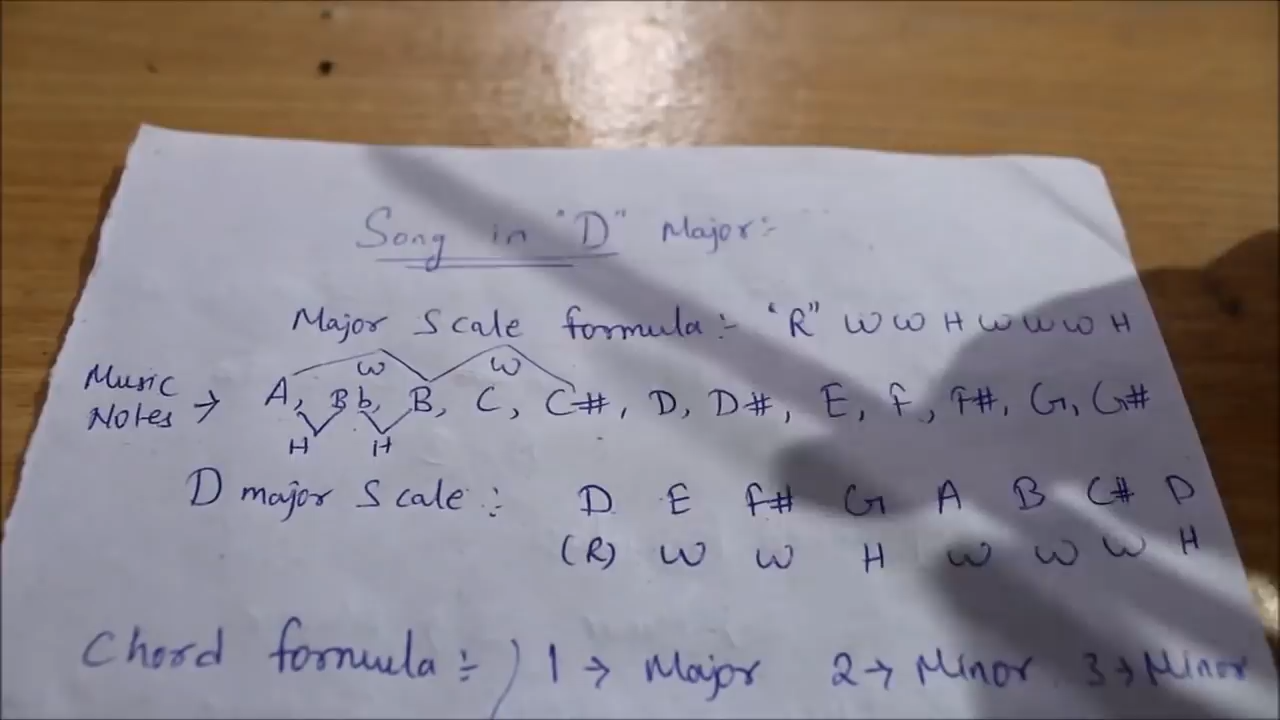 Song in "D" Major:-
Major Scale formula:- "R" W W H W W W H
W W
Music Notes → A, Bb, B, C, C#, D, D#, E, F, F#, G, G#
H H
D major Scale:- D E F# G A B C# D
(R) W W H W W W H
Chord formula:- ) 1 → Major 2 → Minor 3 → Minor